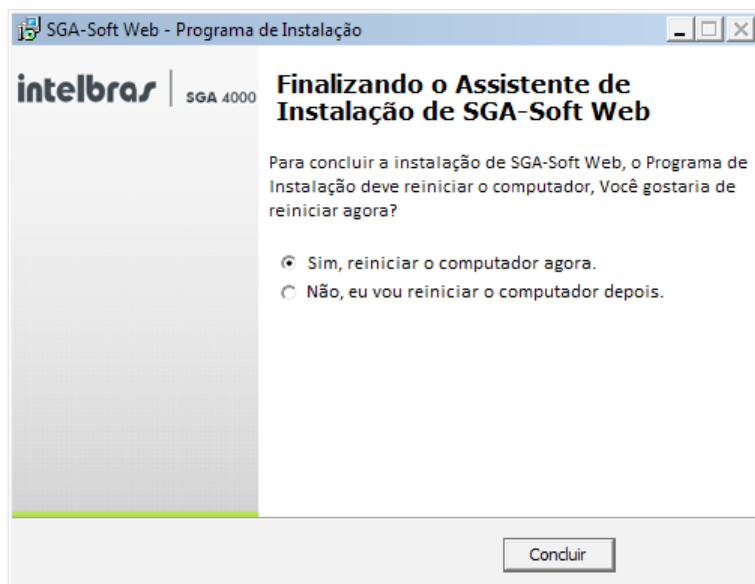 SGA-Soft Web - Programa de Instalação
intelbras SGA 4000
Finalizando o Assistente de
Instalação de SGA-Soft Web
Para concluir a instalação de SGA-Soft Web, o Programa de
Instalação deve reiniciar o computador, Você gostaria de
reiniciar agora?
Sim, reiniciar o computador agora.
Não, eu vou reiniciar o computador depois.
Concluir